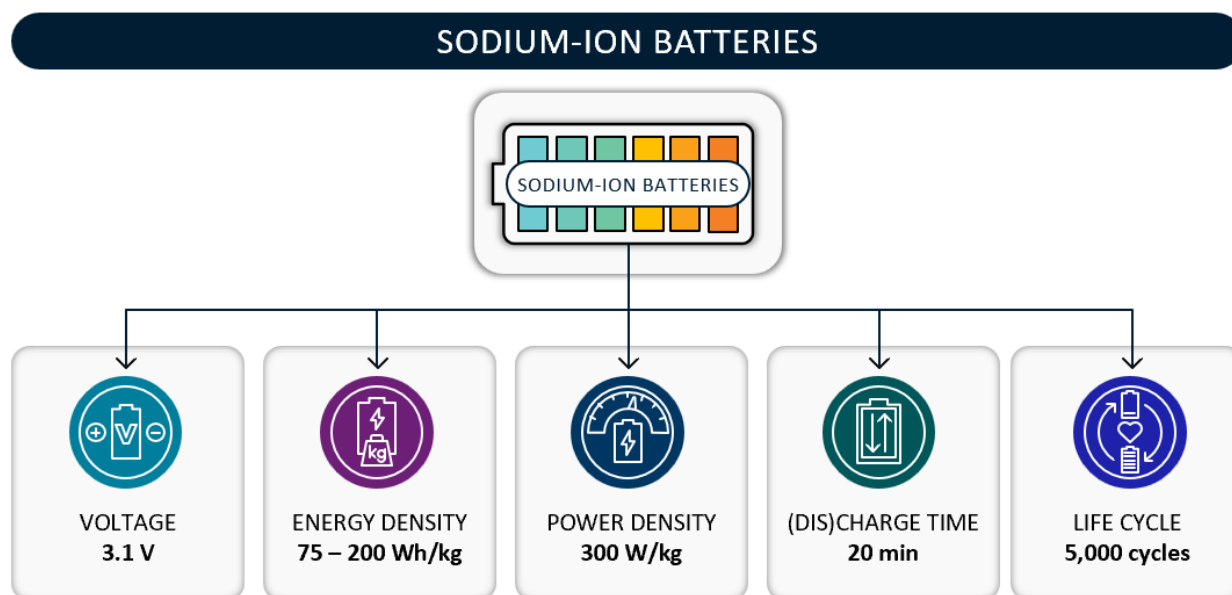 SODIUM-ION BATTERIES
SODIUM-ION BATTERIES
V
kg
VOLTAGE
3.1 V
ENERGY DENSITY
75 – 200 Wh/kg
POWER DENSITY
300 W/kg
(DIS)CHARGE TIME
20 min
LIFE CYCLE
5,000 cycles